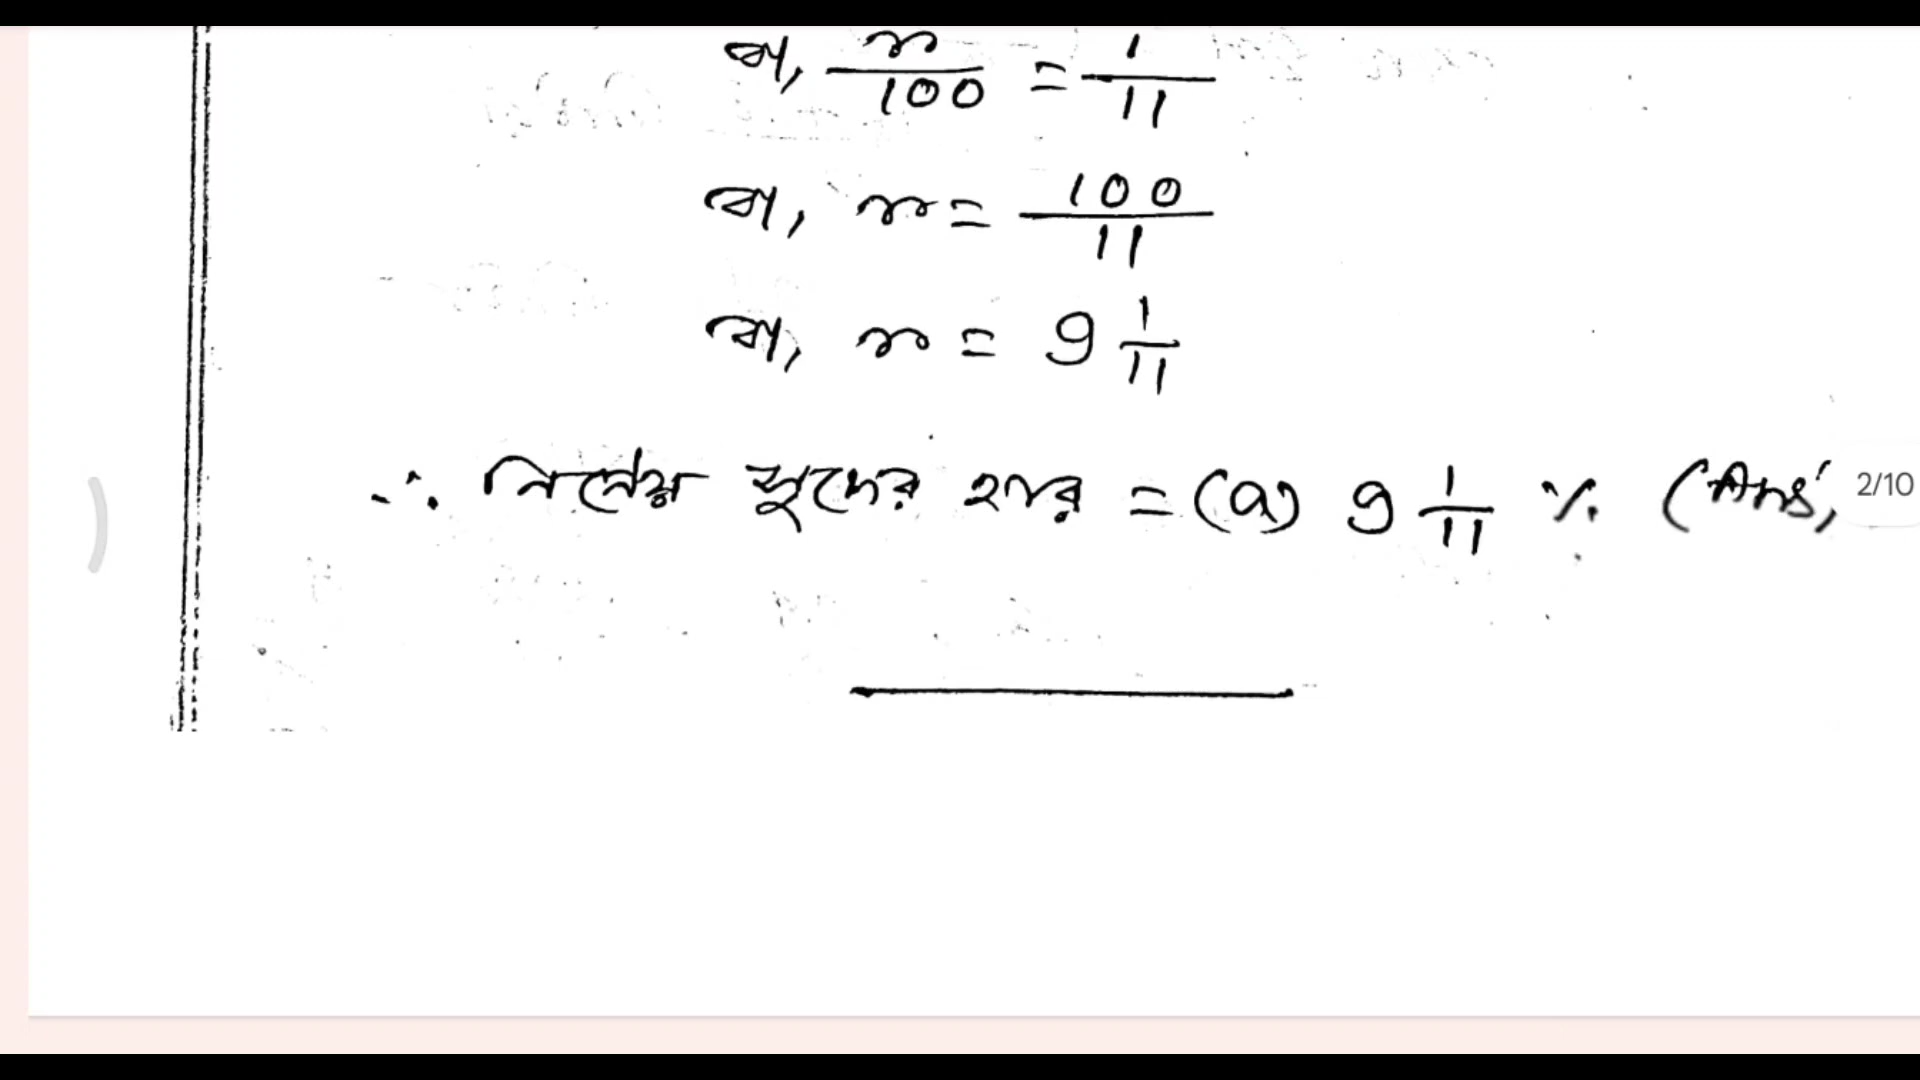 বা, r/100 = 1/11
বা, r = 100/11
বা, r = 9 1/11
∴ নির্ণেয় সুদের হার = (a) 9 1/11 % (Ans,
2/10